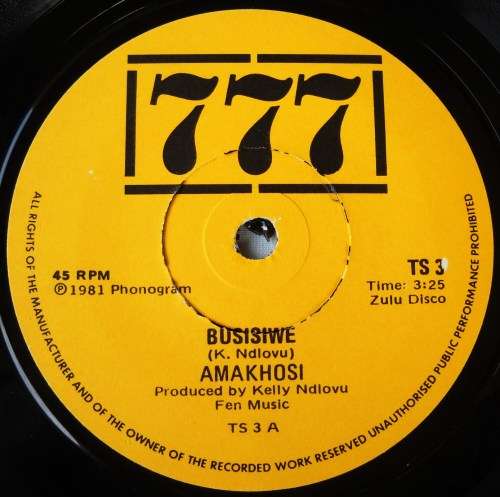 777
45 RPM
℗1981 Phonogram
TS 3
Time: 3:25
Zulu Disco
BUSISIWE
(K. Ndlovu)
AMAKHOSI
Produced by Kelly Ndlovu
Fen Music
TS 3 A
ALL RIGHTS OF THE MANUFACTURER AND OF THE OWNER OF THE RECORDED WORK RESERVED UNAUTHORISED PUBLIC PERFORMANCE PROHIBITED